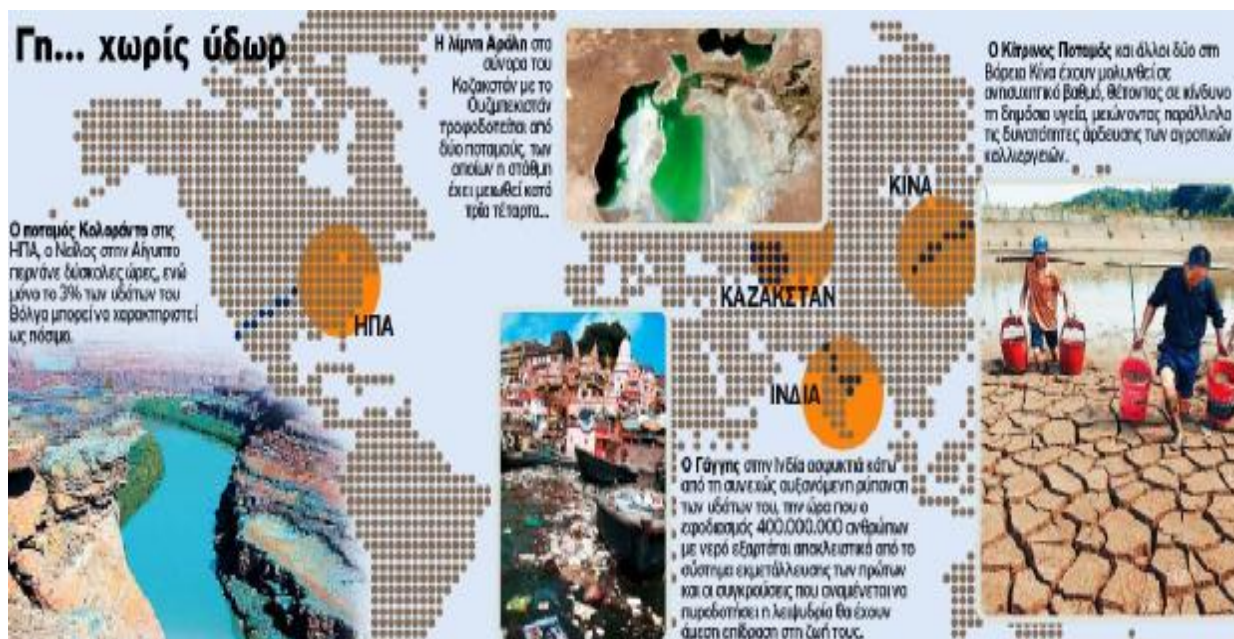 Γη... χωρίς ύδωρ
Η λίμνη Αράλη στα
σύνορα του
Καζακστάν με το
Ουζμπεκιστάν
τροφοδοτείται από
δύο ποταμούς, των
οποίων η στάθμη
έχει μειωθεί κατά
τρία τέταρτα...
Ο Κίτρινος Ποταμός και άλλοι δύο στη
Βόρεια Κίνα έχουν μολυνθεί σε
ανησυχητικό βαθμό, θέτοντας σε κίνδυνο
τη δημόσια υγεία, μειώνοντας παράλληλα
τις δυνατότητες άρδευσης των αγροτικών
καλλιεργειών.
Ο ποταμός Κολοράντο στις
ΗΠΑ, ο Νείλος στην Αίγυπτο
περνάνε δύσκολες ώρες, ενώ
μόνο το 3% των υδάτων του
Βόλγα μπορεί να χαρακτηριστεί
ως πόσιμο.
ΗΠΑ
ΚΑΖΑΚΣΤΑΝ
ΚΙΝΑ
ΙΝΔΙΑ
Ο Γάγγης στην Ινδία ασφυκτιά κάτω
από τη συνεχώς αυξανόμενη ρύπανση
των υδάτων του, την ώρα που ο
εφοδιασμός 400.000.000 ανθρώπων
με νερό εξαρτάται αποκλειστικά από το
σύστημα εκμετάλλευσης των πρώτων
και οι συγκρούσεις που αναμένεται να
πυροδοτήσει η λειψυδρία θα έχουν
άμεση επίδραση στη ζωή τους.